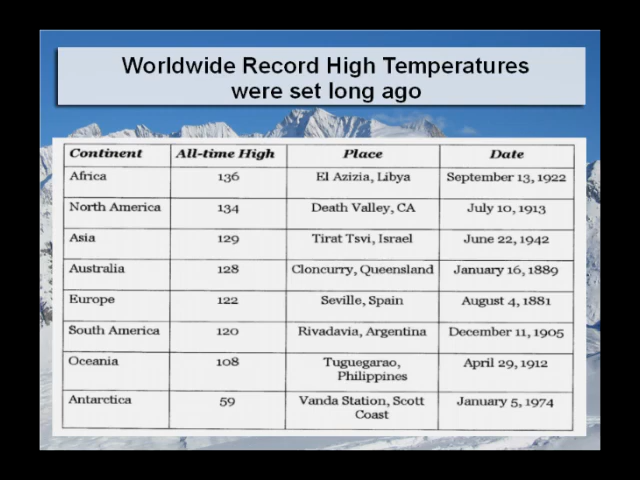 Worldwide Record High Temperatures
were set long ago
Continent All-time High Place Date
Africa 136 El Azizia, Libya September 13, 1922
North America 134 Death Valley, CA July 10, 1913
Asia 129 Tirat Tsvi, Israel June 22, 1942
Australia 128 Cloncurry, Queensland January 16, 1889
Europe 122 Seville, Spain August 4, 1881
South America 120 Rivadavia, Argentina December 11, 1905
Oceania 108 Tuguegarao, April 29, 1912
Philippines
Antarctica 59 Vanda Station, Scott January 5, 1974
Coast